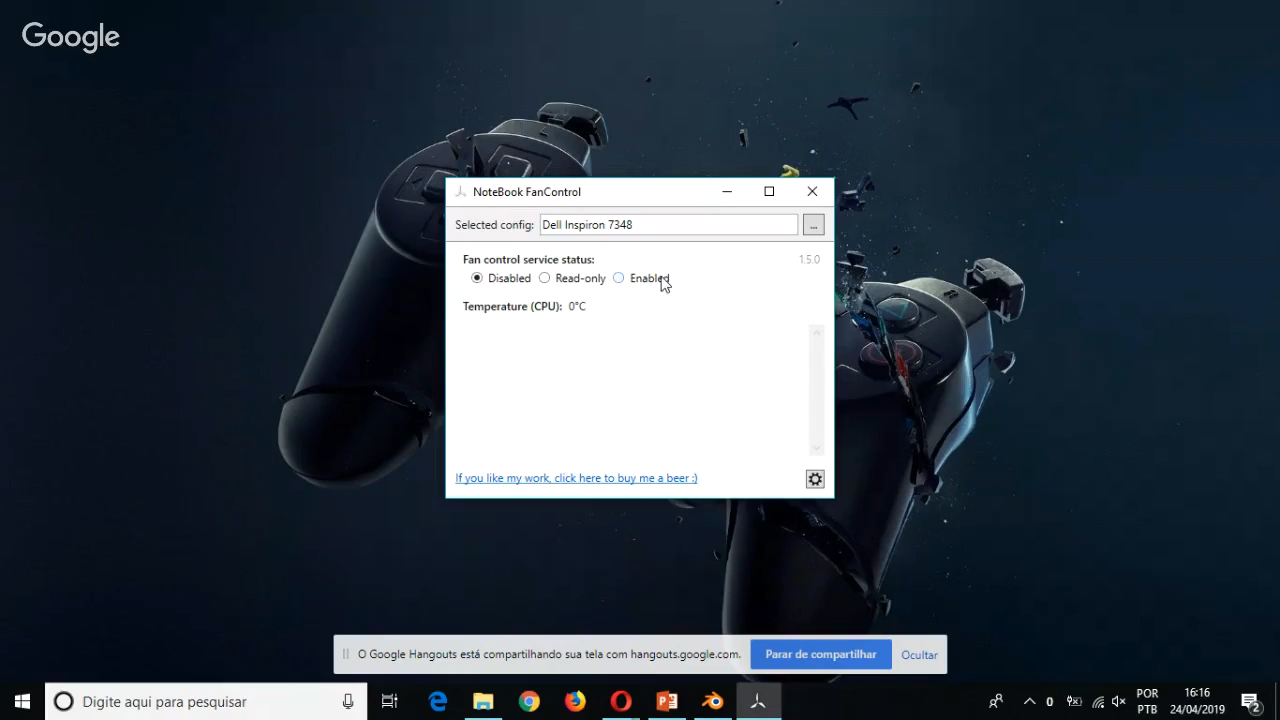 Google
NoteBook FanControl
Selected config: Dell Inspiron 7348 ...
Fan control service status: 1.5.0
Disabled Read-only Enabled
Temperature (CPU): 0°C
If you like my work, click here to buy me a beer :)
O Google Hangouts está compartilhando sua tela com hangouts.google.com. Parar de compartilhar Ocultar
Digite aqui para pesquisar
0
POR
PTB
16:16
24/04/2019
2